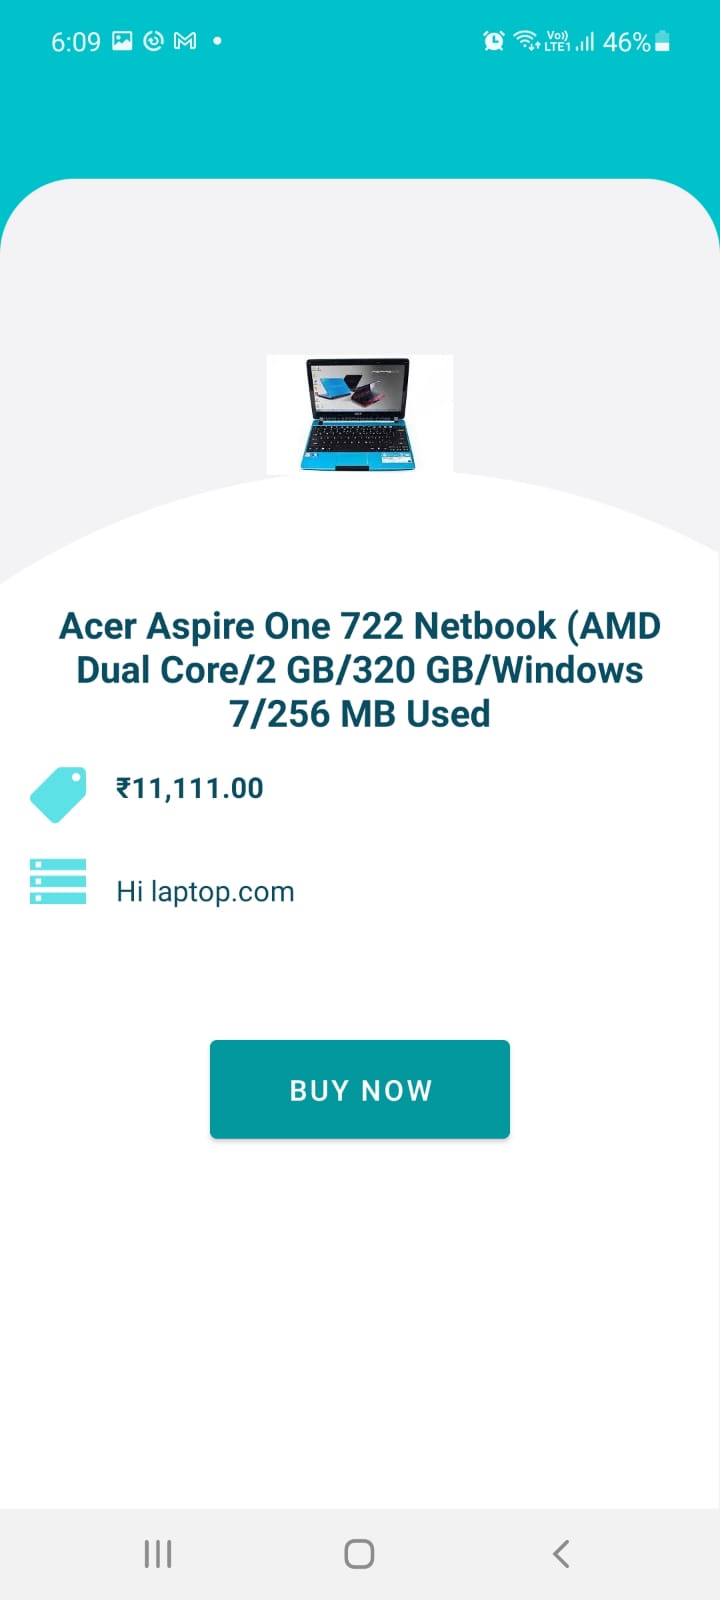 6:09
Vo))
LTE1
46%
acer
Acer Aspire One 722 Netbook (AMD
Dual Core/2 GB/320 GB/Windows
7/256 MB Used
₹11,111.00
Hi laptop.com
BUY NOW